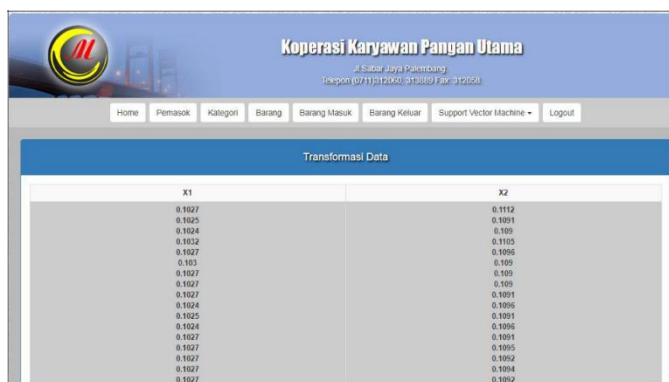 Koperasi Karyawan Pangan Utama
Jl.Sabar Jaya Palembang
Telepon (0711)312060, 313889 Fax: 312058
Home Pemasok Kategori Barang Barang Masuk Barang Keluar Support Vector Machine Logout
Transformasi Data
X1 X2
0.1027 0.1112
0.1025 0.1091
0.1024 0.109
0.1032 0.1105
0.1027 0.1096
0.103 0.109
0.1027 0.109
0.1027 0.109
0.1027 0.1091
0.1024 0.1096
0.1025 0.1091
0.1024 0.1096
0.1027 0.1091
0.1027 0.1095
0.1027 0.1092
0.1027 0.1094
0.1027 0.1092